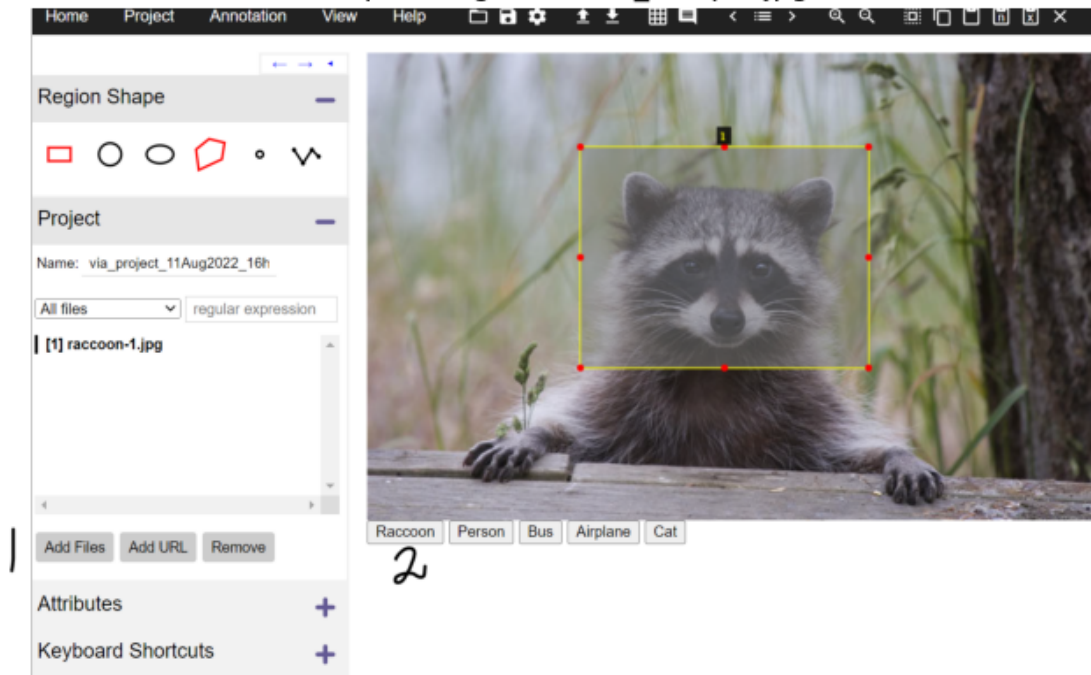 Home Project Annotation View Help
1
Region Shape
Project
Name: via_project_11Aug2022_16h
All files regular expression
[1] raccoon-1.jpg
1 Add Files Add URL Remove
Raccoon Person Bus Airplane Cat
2
Attributes
Keyboard Shortcuts